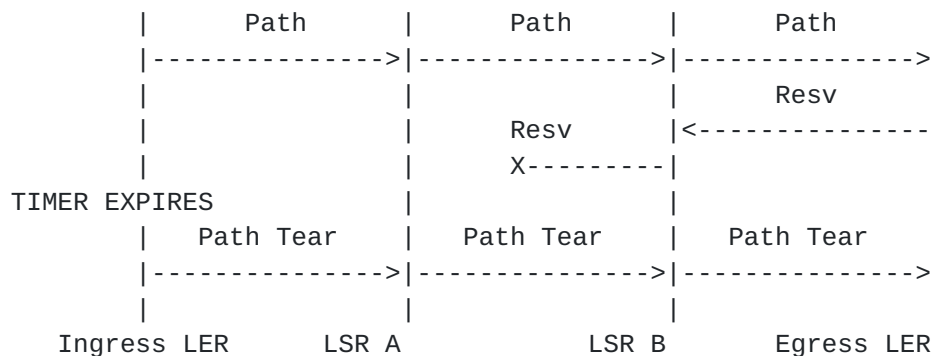 Path Path Path
Resv
Resv
X
TIMER EXPIRES
Path Tear Path Tear Path Tear
Ingress LER LSR A LSR B Egress LER